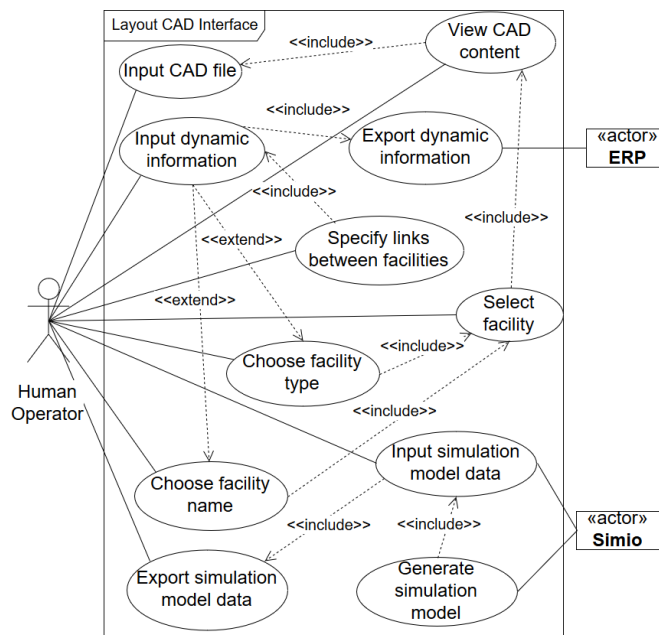 Layout CAD Interface
View CAD
content
<<include>>
Input CAD file
<<include>>
Input dynamic
information
Export dynamic
information
«actor»
ERP
<<include>>
<<include>>
<<extend>>
Specify links
between facilities
<<extend>>
Select
facility
<<include>>
Choose facility
type
Human
Operator
<<include>>
Input simulation
model data
Choose facility
name
<<include>>
<<include>>
«actor»
Simio
Export simulation
model data
Generate
simulation
model